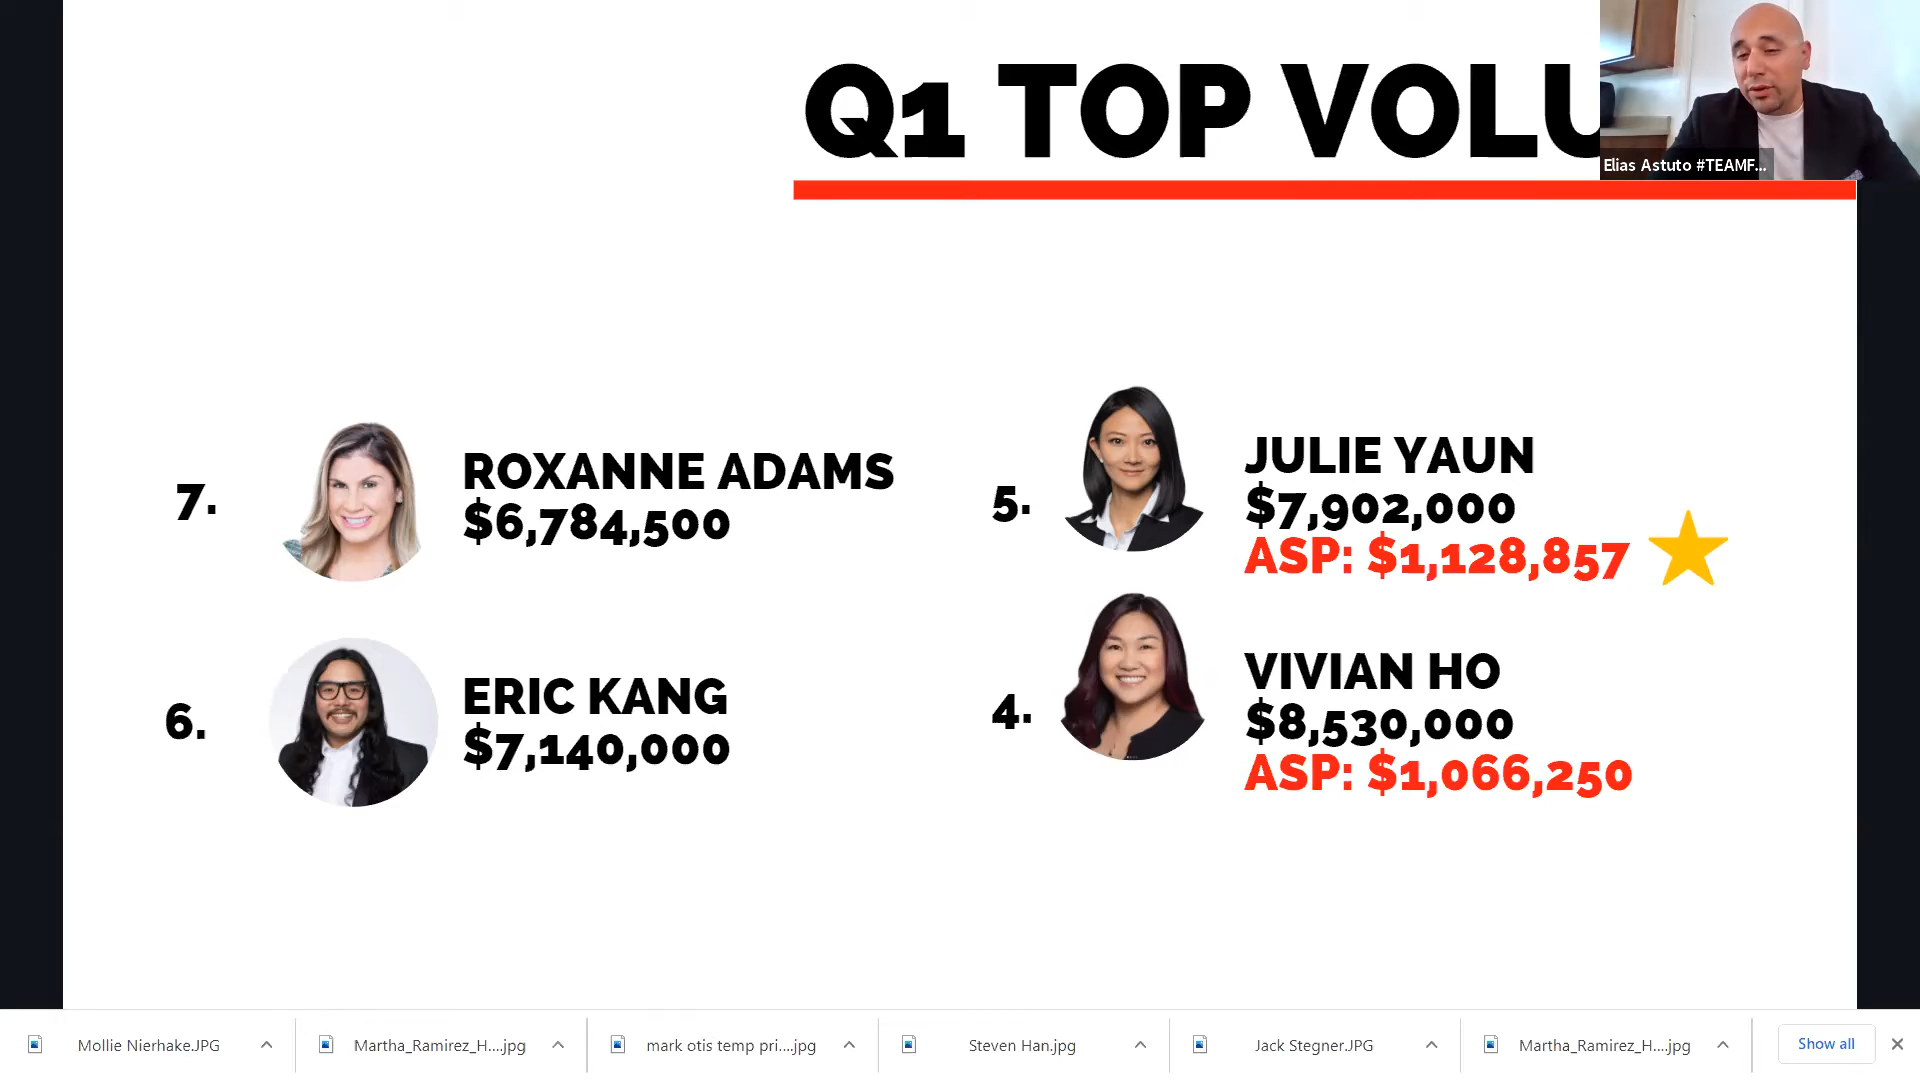 Q1 TOP VOLU
Elias Astuto #TEAMF...
7.
ROXANNE ADAMS
$6,784,500
6.
ERIC KANG
$7,140,000
5.
JULIE YAUN
$7,902,000
ASP: $1,128,857
4.
VIVIAN HO
$8,530,000
ASP: $1,066,250
Mollie Nierhake.JPG
Martha_Ramirez_H....jpg
mark otis temp pri....jpg
Steven Han.jpg
Jack Stegner.JPG
Martha_Ramirez_H....jpg
Show all